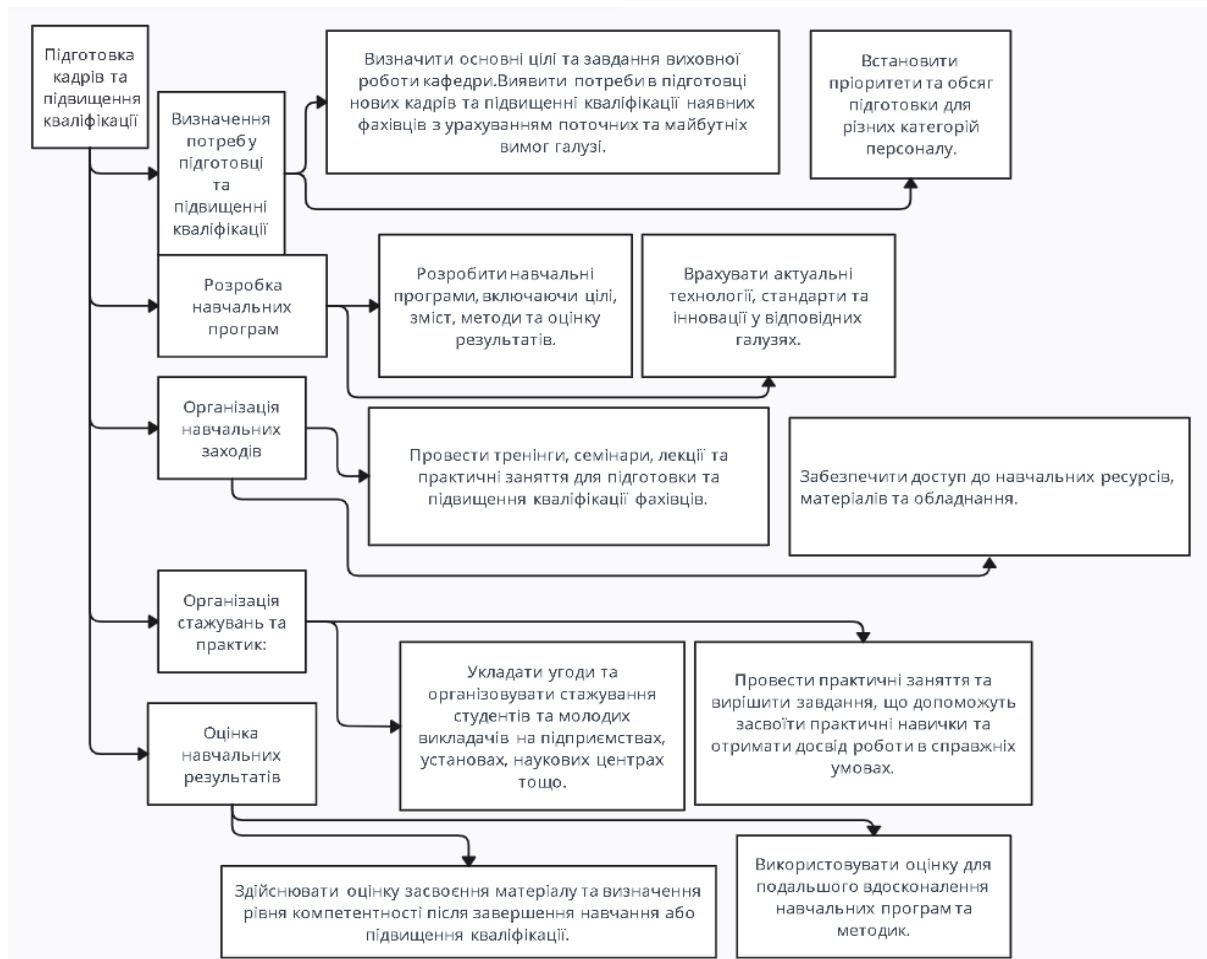 Підготовка
кадрів та
підвищення
кваліфікації
Визначення
потреб у
підготовці
та
підвищенні
кваліфікації
Визначити основні цілі та завдання виховної
роботи кафедри.Виявити потреби в підготовці
нових кадрів та підвищенні кваліфікації наявних
фахівців з урахуванням поточних та майбутніх
вимог галузі.
Встановити
пріоритети та обсяг
підготовки для
різних категорій
персоналу.
Розробка
навчальних
програм
Розробити навчальні
програми, включаючи цілі,
зміст, методи та оцінку
результатів.
Врахувати актуальні
технології, стандарти та
інновації у відповідних
галузях.
Організація
навчальних
заходів
Провести тренінги, семінари, лекції та
практичні заняття для підготовки та
підвищення кваліфікації фахівців.
Забезпечити доступ до навчальних ресурсів,
матеріалів та обладнання.
Організація
стажувань та
практик:
Укладати угоди та
організовувати стажування
студентів та молодих
викладачів на підприємствах,
установах, наукових центрах
тощо.
Провести практичні заняття та
вирішити завдання, що допоможуть
засвоїти практичні навички та
отримати досвід роботи в справжніх
умовах.
Оцінка
навчальних
результатів
Здійснювати оцінку засвоєння матеріалу та визначення
рівня компетентності після завершення навчання або
підвищення кваліфікації.
Використовувати оцінку для
подальшого вдосконалення
навчальних програм та
методик.